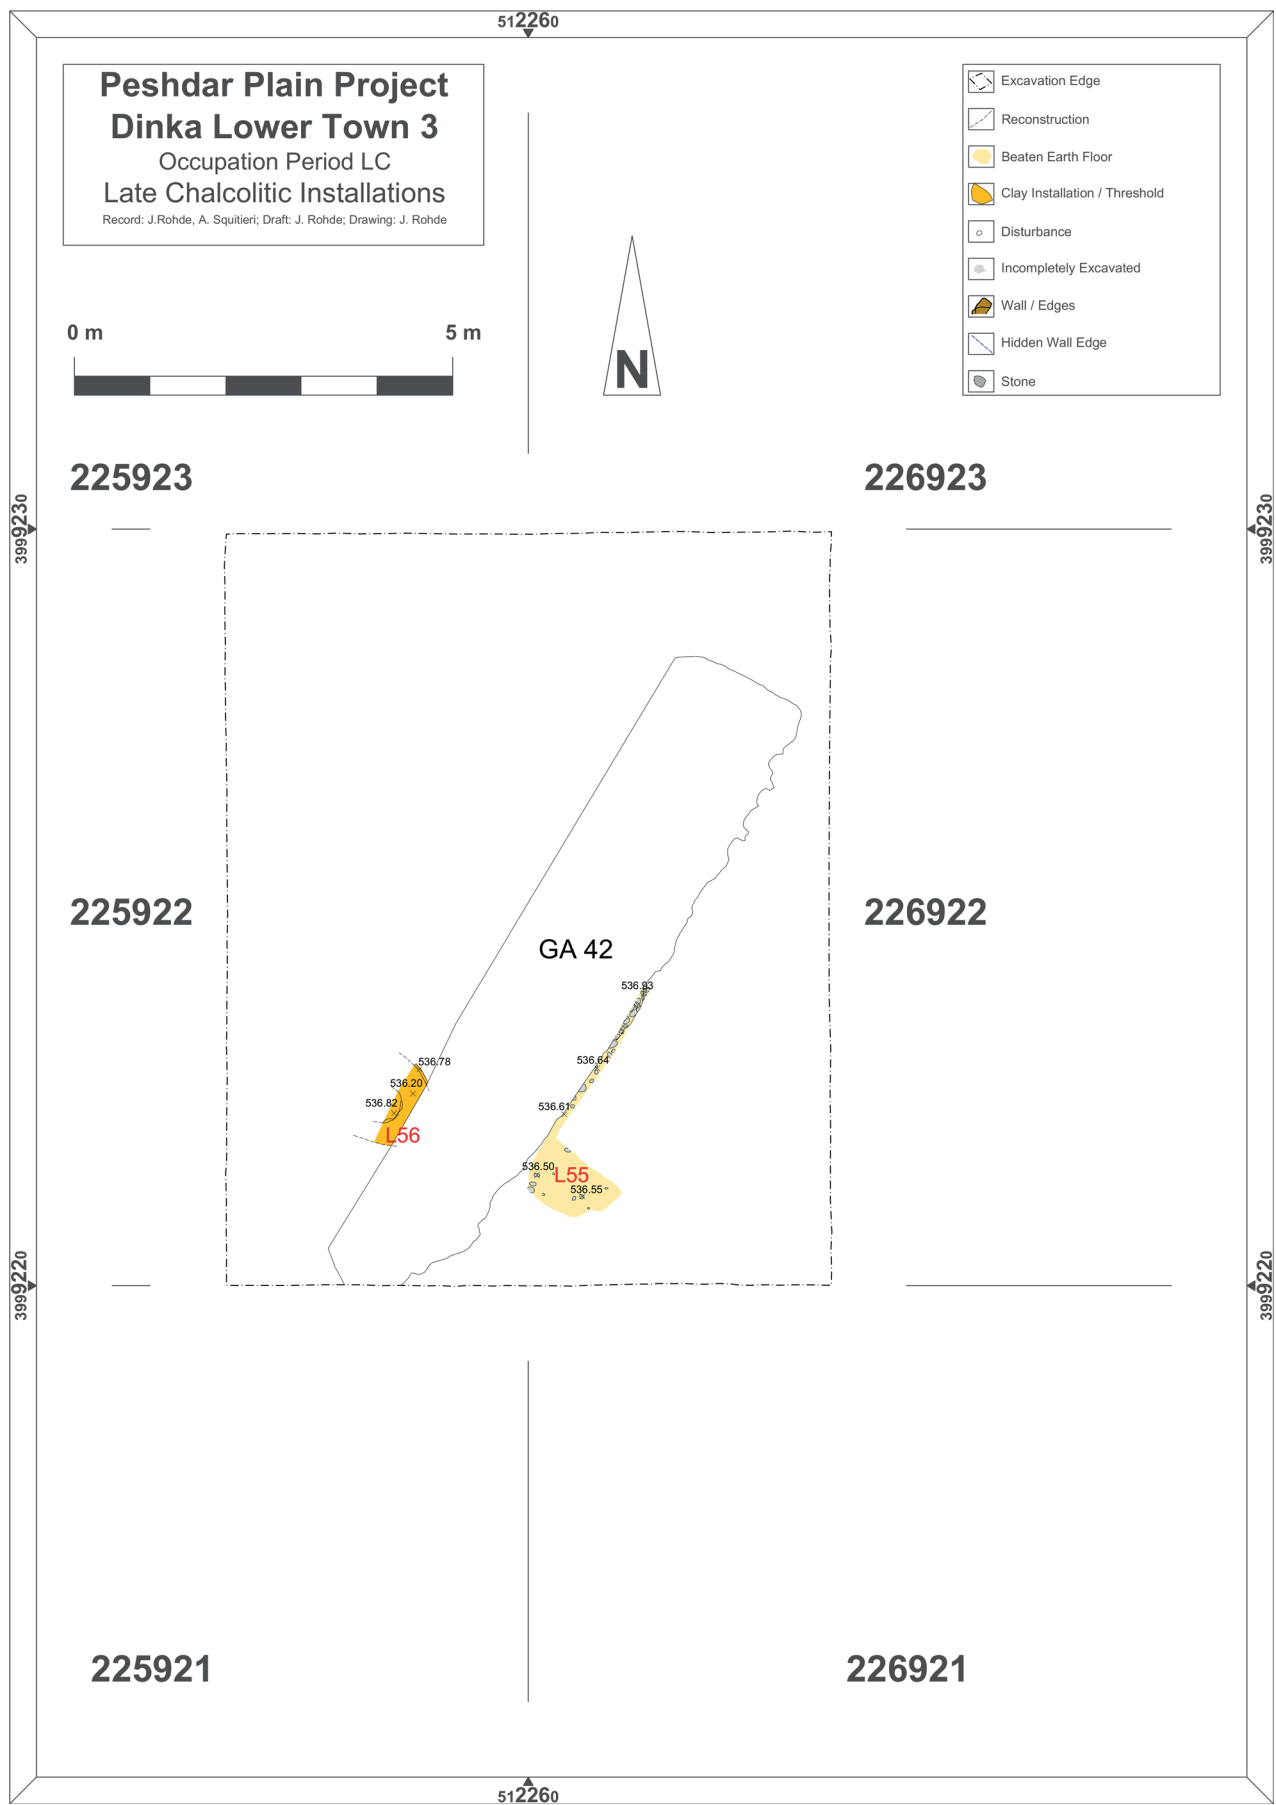 512260
Peshdar Plain Project
Dinka Lower Town 3
Occupation Period LC
Late Chalcolitic Installations
Record: J.Rohde, A. Squitieri; Draft: J. Rohde; Drawing: J. Rohde
Excavation Edge
Reconstruction
Beaten Earth Floor
Clay Installation / Threshold
Disturbance
Incompletely Excavated
Wall / Edges
Hidden Wall Edge
Stone
0 m 5 m
N
225923 226923
3999230 3999230
225922 226922
GA 42
536.93
536.64
536.78
536.20
536.82
536.61
L56
536.50
L55
536.55
3999220 3999220
225921 226921
512260